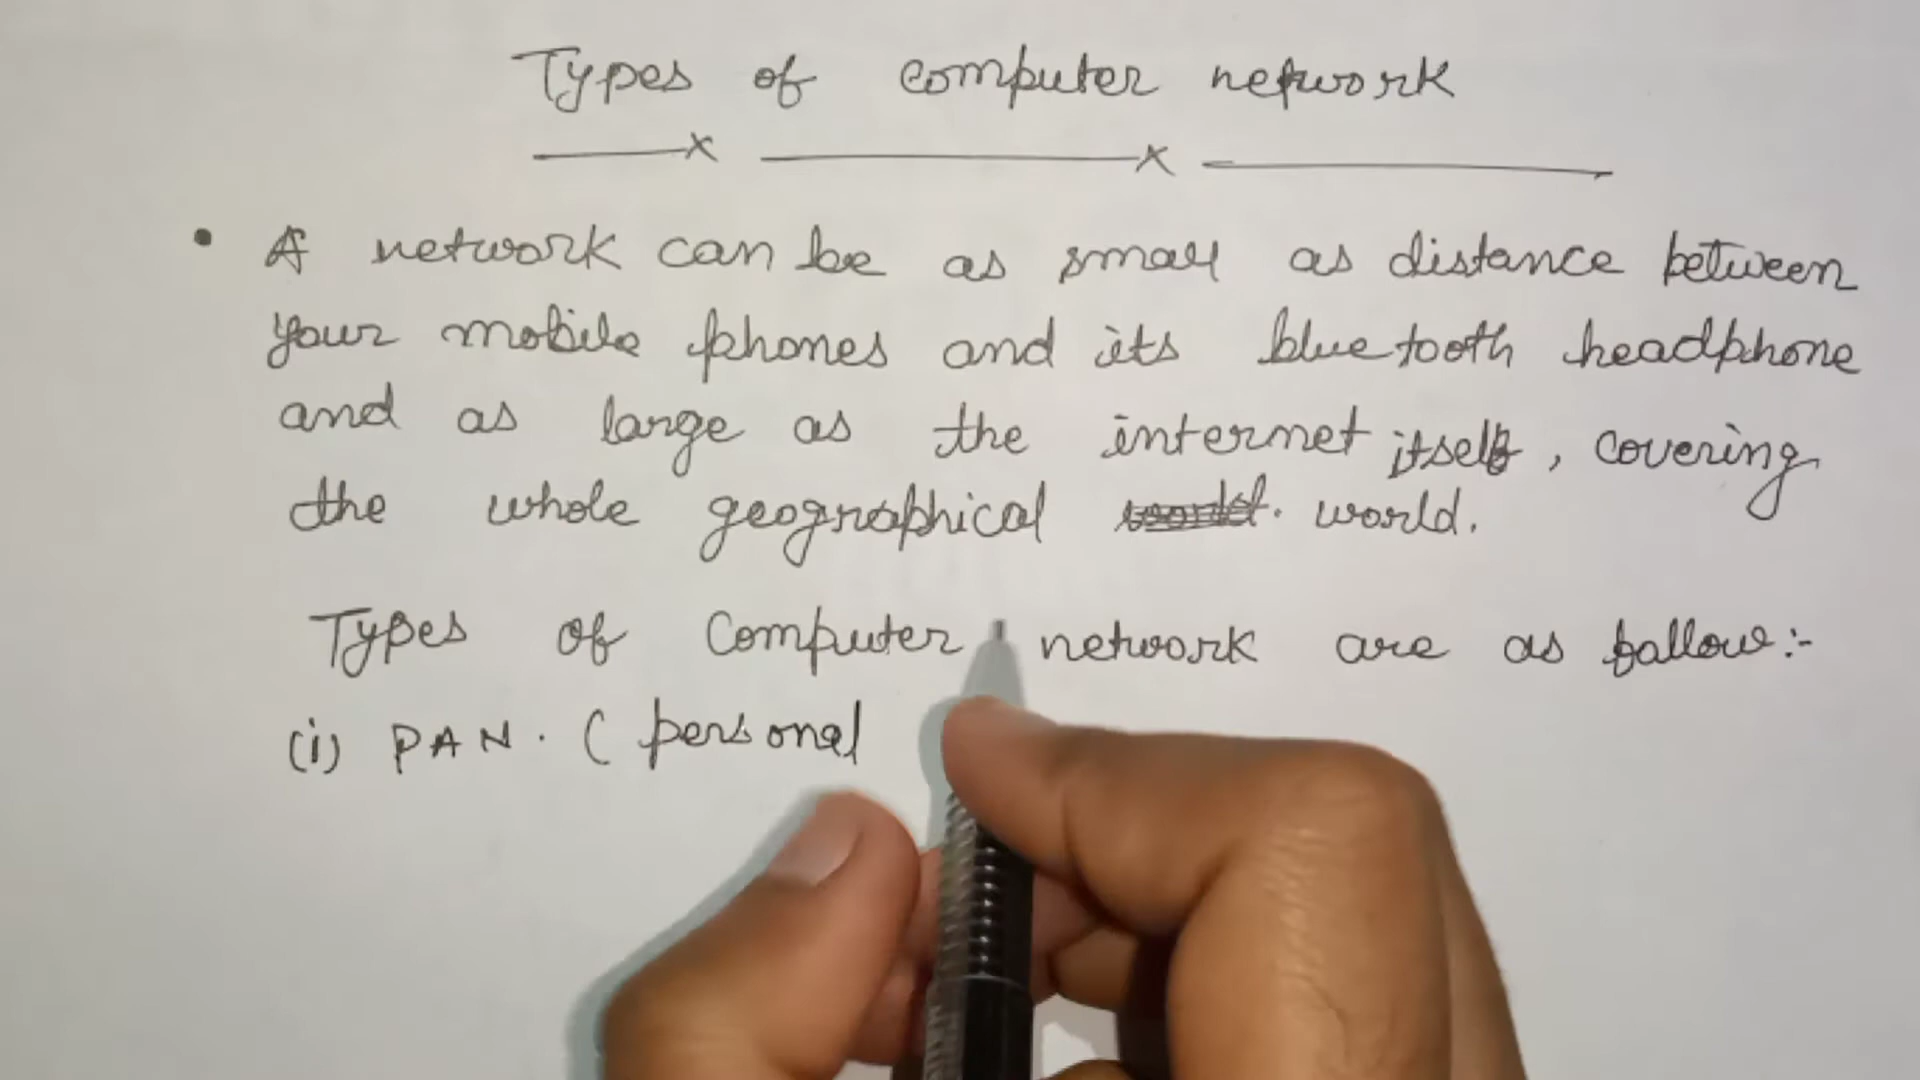 Types of computer network
• A network can be as small as distance between
your mobile phones and its bluetooth headphone
and as large as the internet itself, covering
the whole geographical world.
Types of Computer network are as fallow:-
(i) PAN. ( personal